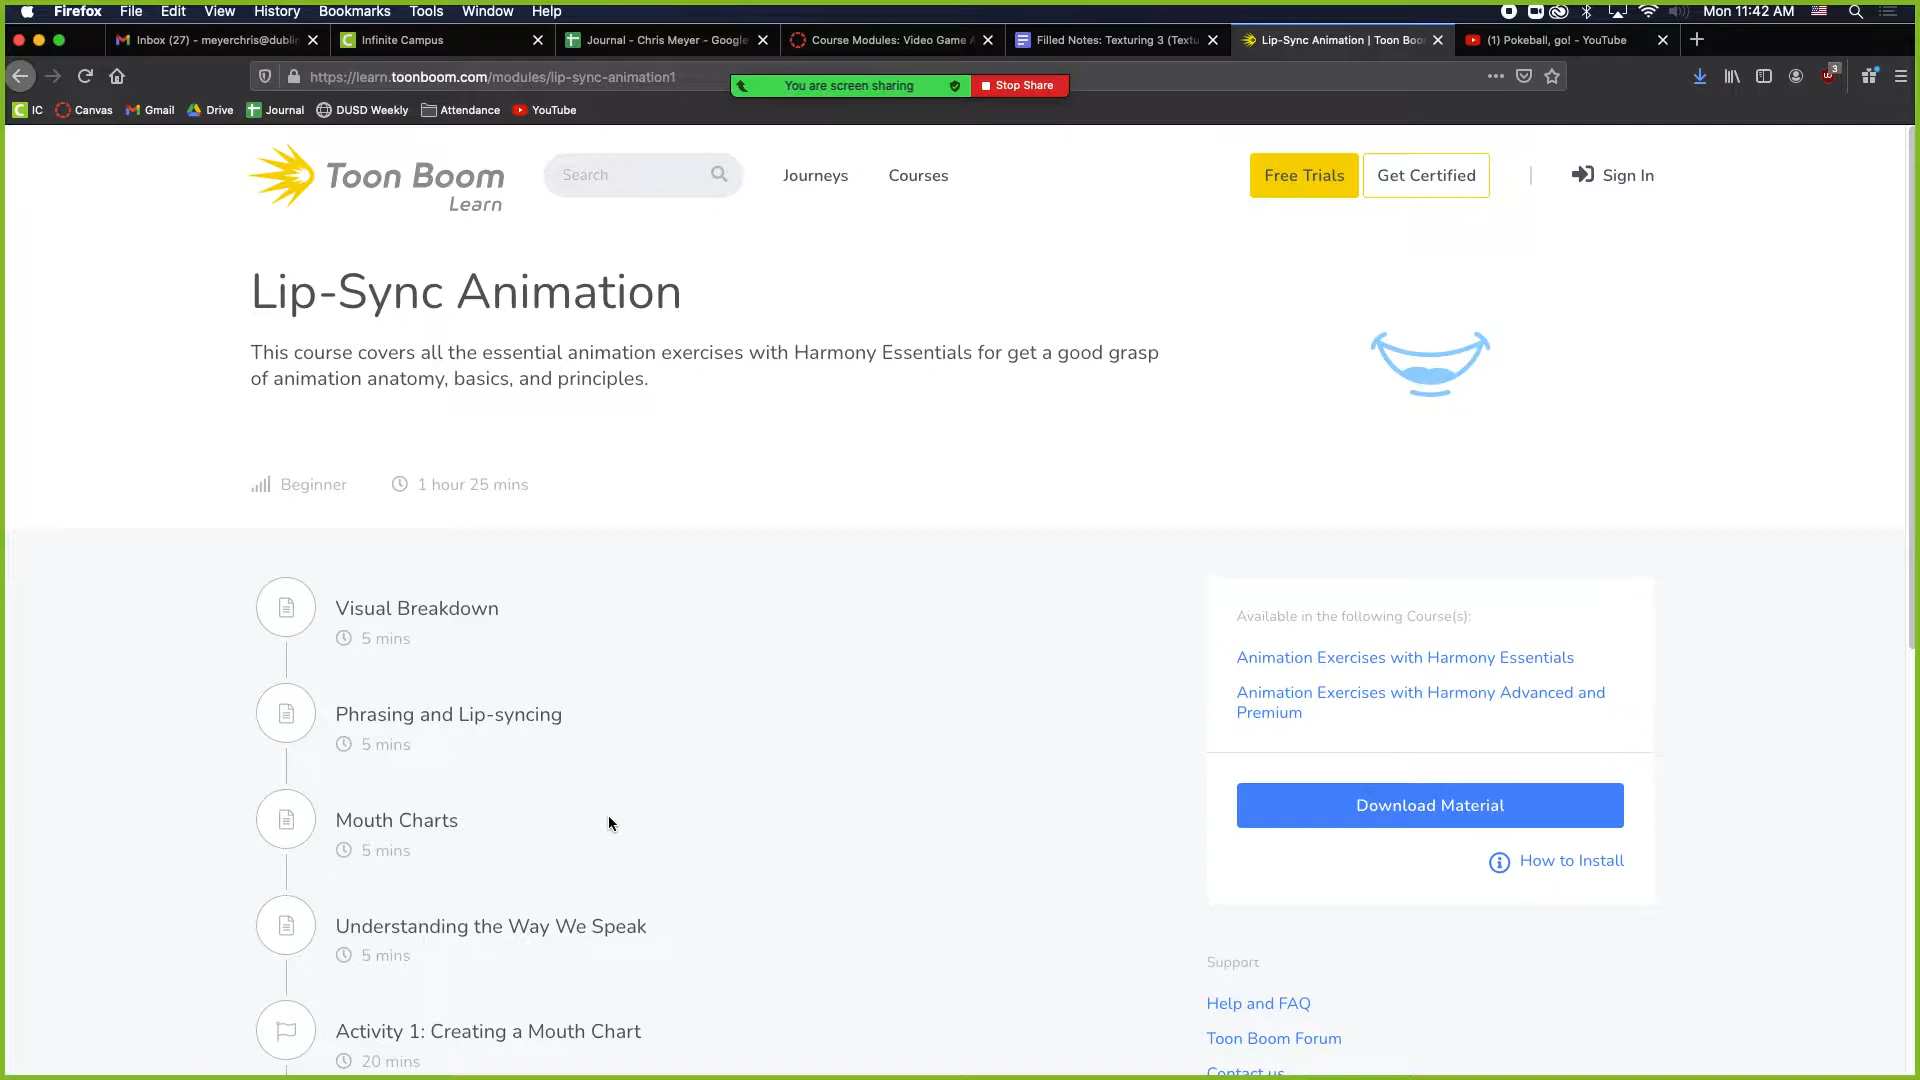 Firefox File Edit View History Bookmarks Tools Window Help Mon 11:42 AM
Inbox (27) - meyerchris@dublin Infinite Campus Journal - Chris Meyer - Google Course Modules: Video Game A Filled Notes: Texturing 3 (Textu Lip-Sync Animation | Toon Boo (1) Pokeball, go! - YouTube
https://learn.toonboom.com/modules/lip-sync-animation1
3
You are screen sharing Stop Share
IC Canvas Gmail Drive Journal DUSD Weekly Attendance YouTube
Toon Boom
Learn
Search
Journeys Courses
Free Trials Get Certified | Sign In
Lip-Sync Animation
This course covers all the essential animation exercises with Harmony Essentials for get a good grasp
of animation anatomy, basics, and principles.
Beginner 1 hour 25 mins
Visual Breakdown
5 mins
Phrasing and Lip-syncing
5 mins
Mouth Charts
5 mins
Understanding the Way We Speak
5 mins
Activity 1: Creating a Mouth Chart
20 mins
Available in the following Course(s):
Animation Exercises with Harmony Essentials
Animation Exercises with Harmony Advanced and
Premium
Download Material
How to Install
Support
Help and FAQ
Toon Boom Forum
Contact us